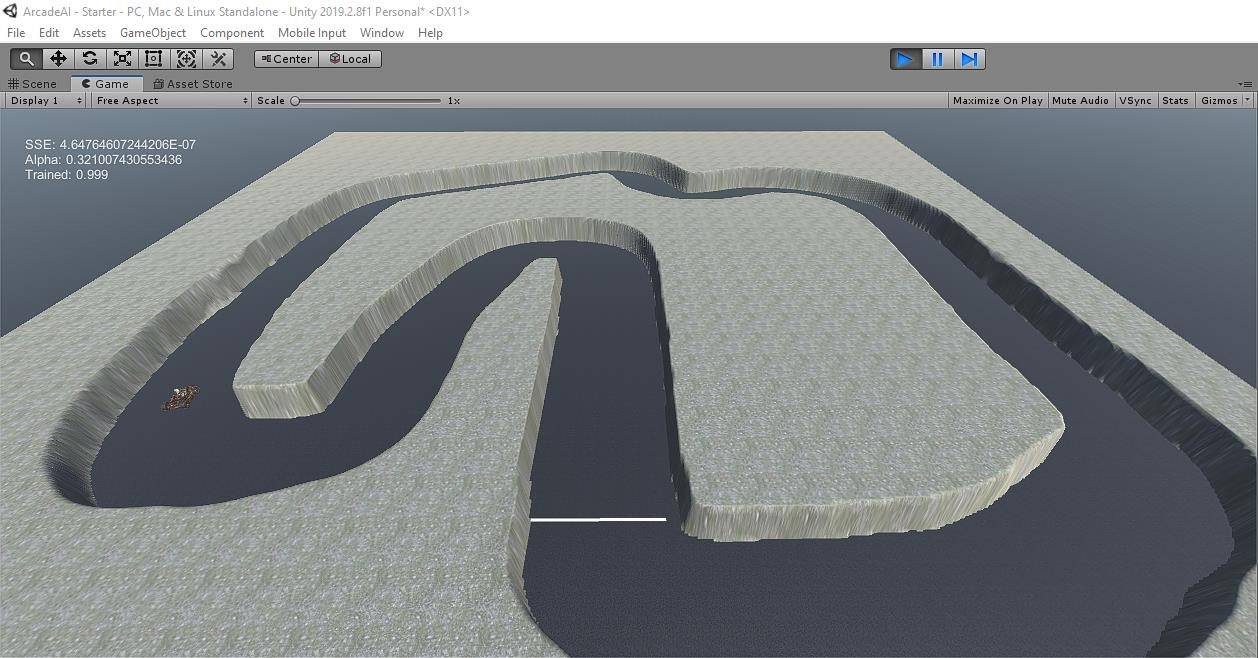 ArcadeAI - Starter - PC, Mac & Linux Standalone - Unity 2019.2.8f1 Personal* <DX11>
File Edit Assets GameObject Component Mobile Input Window Help
Center Local
Scene Game Asset Store
Display 1 Free Aspect Scale 1x Maximize On Play Mute Audio VSync Stats Gizmos
SSE: 4.64764607244206E-07
Alpha: 0.321007430553436
Trained: 0.999